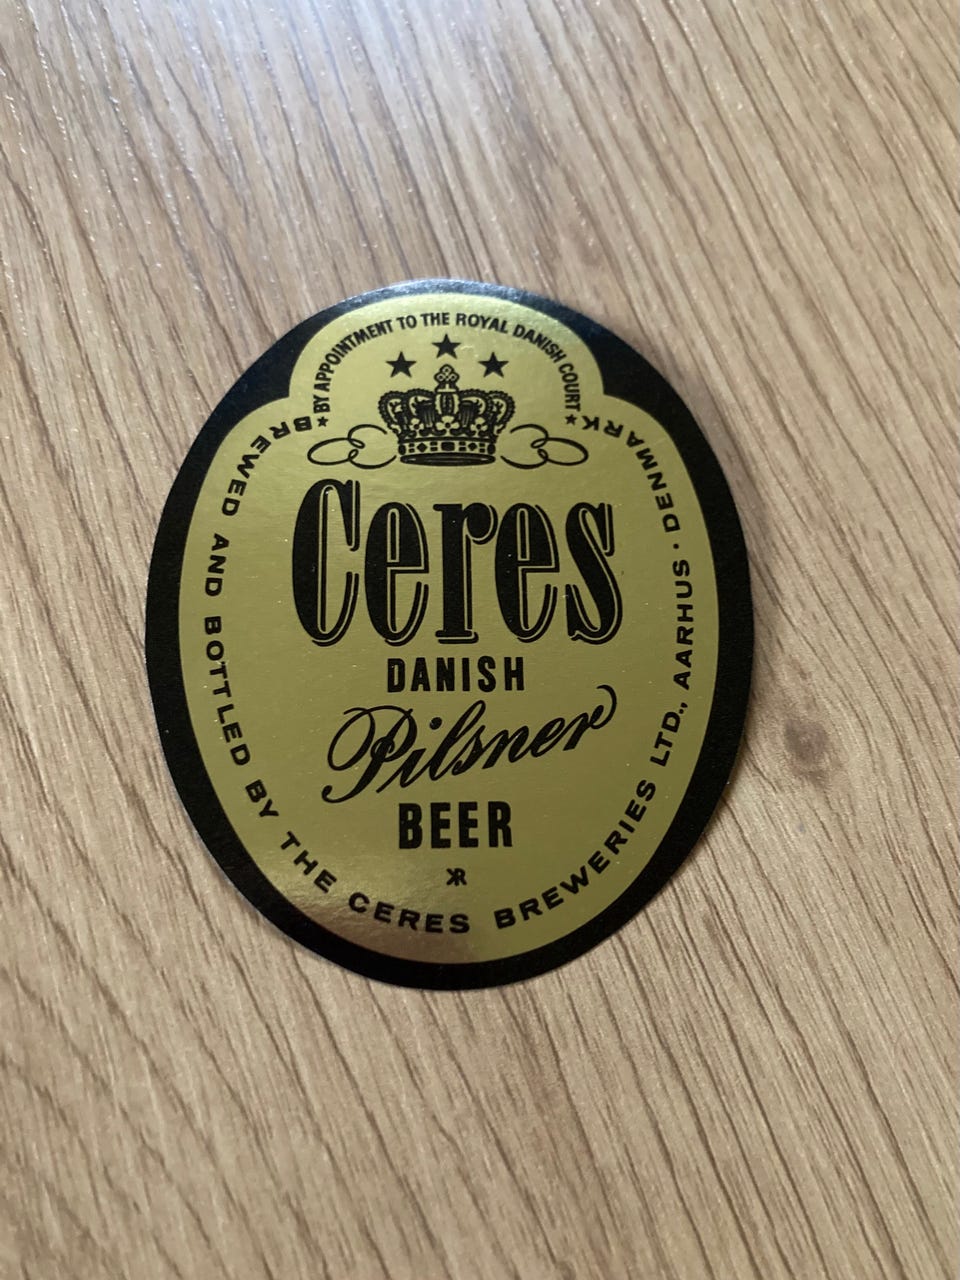 ★ BY APPOINTMENT TO THE ROYAL DANISH COURT ★
Ceres
DANISH
Pilsner
BEER
BREWED AND BOTTLED BY THE CERES BREWERIES LTD., AARHUS · DENMARK